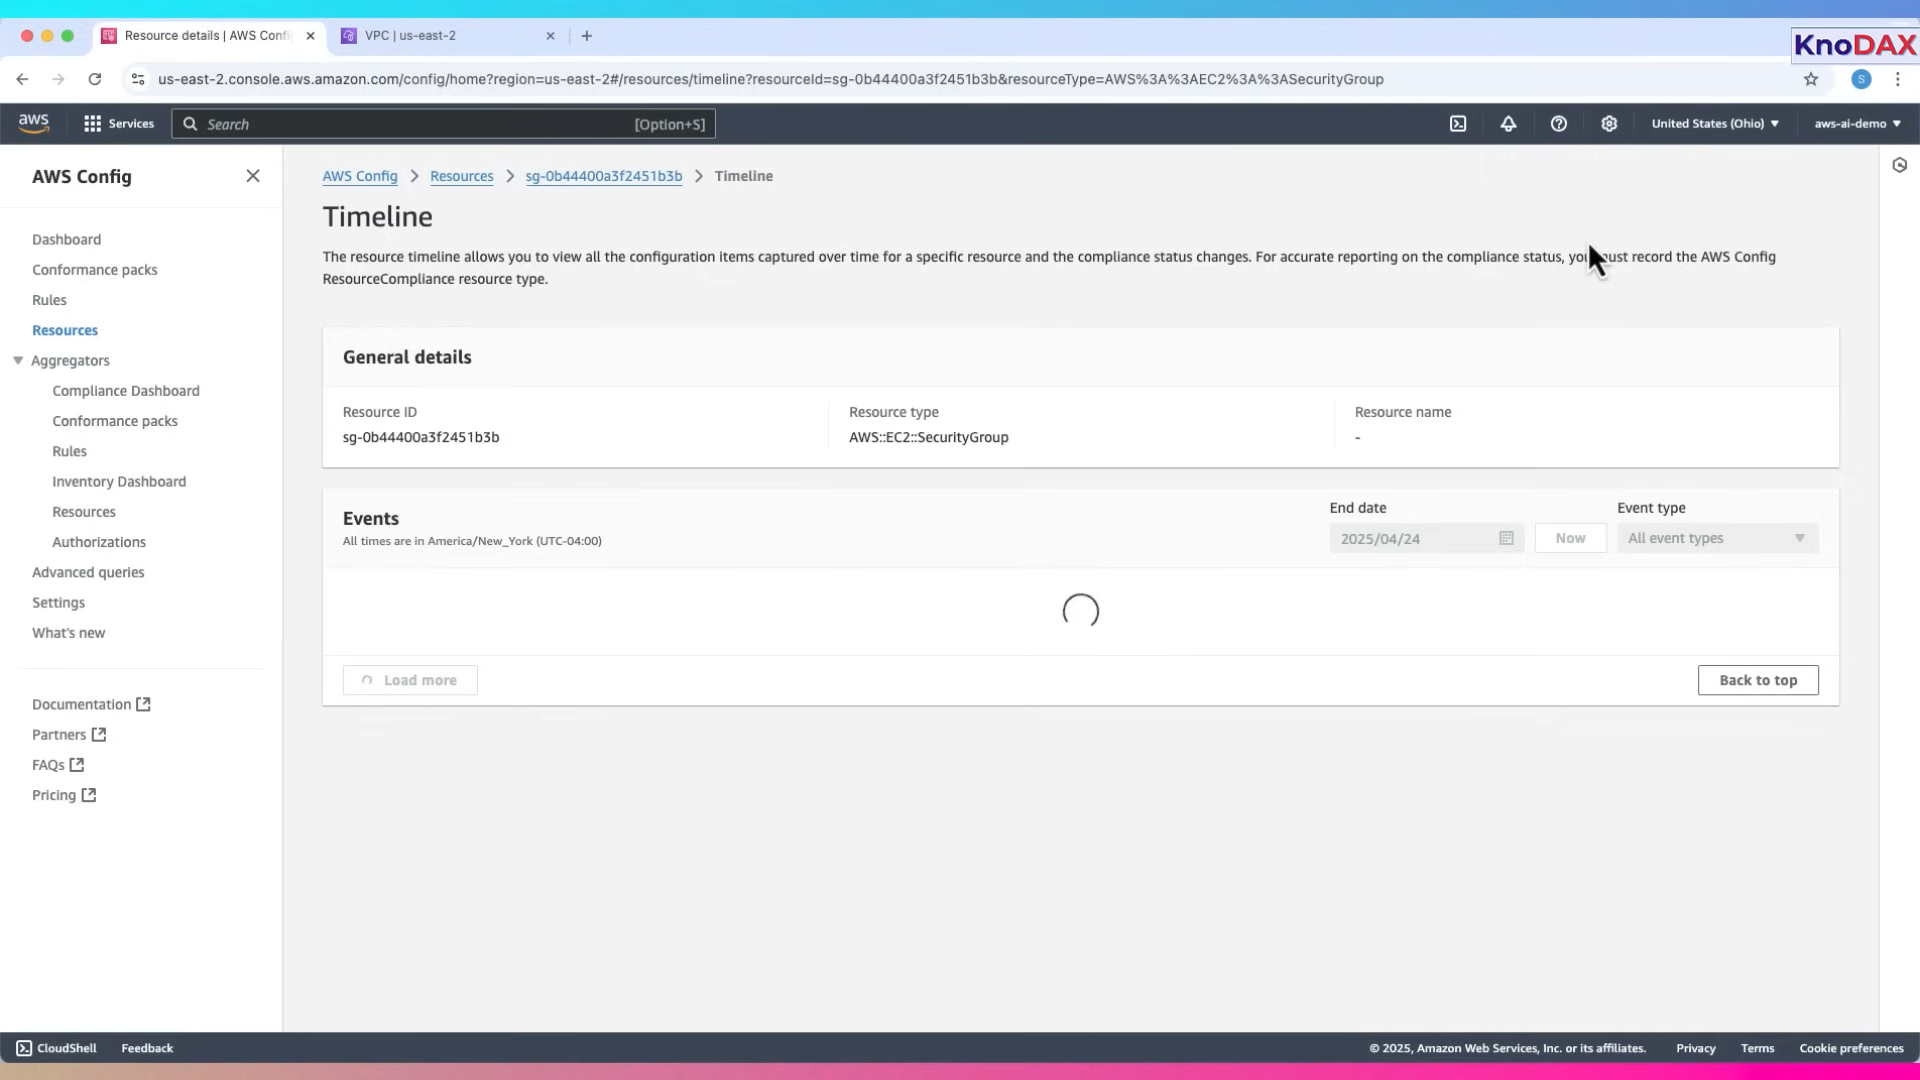 Resource details | AWS Confi
VPC | us-east-2
KnoDAX
us-east-2.console.aws.amazon.com/config/home?region=us-east-2#/resources/timeline?resourceId=sg-0b44400a3f2451b3b&resourceType=AWS%3A%3AEC2%3A%3ASecurityGroup
S
aws
Services
Search
[Option+S]
United States (Ohio)
aws-ai-demo
AWS Config
Dashboard
Conformance packs
Rules
Resources
Aggregators
Compliance Dashboard
Conformance packs
Rules
Inventory Dashboard
Resources
Authorizations
Advanced queries
Settings
What's new
Documentation
Partners
FAQs
Pricing
AWS Config > Resources > sg-0b44400a3f2451b3b > Timeline
Timeline
The resource timeline allows you to view all the configuration items captured over time for a specific resource and the compliance status changes. For accurate reporting on the compliance status, you must record the AWS Config
ResourceCompliance resource type.
General details
Resource ID
sg-0b44400a3f2451b3b
Resource type
AWS::EC2::SecurityGroup
Resource name
-
Events
All times are in America/New_York (UTC-04:00)
End date
2025/04/24
Now
Event type
All event types
Load more
Back to top
CloudShell
Feedback
© 2025, Amazon Web Services, Inc. or its affiliates.
Privacy
Terms
Cookie preferences